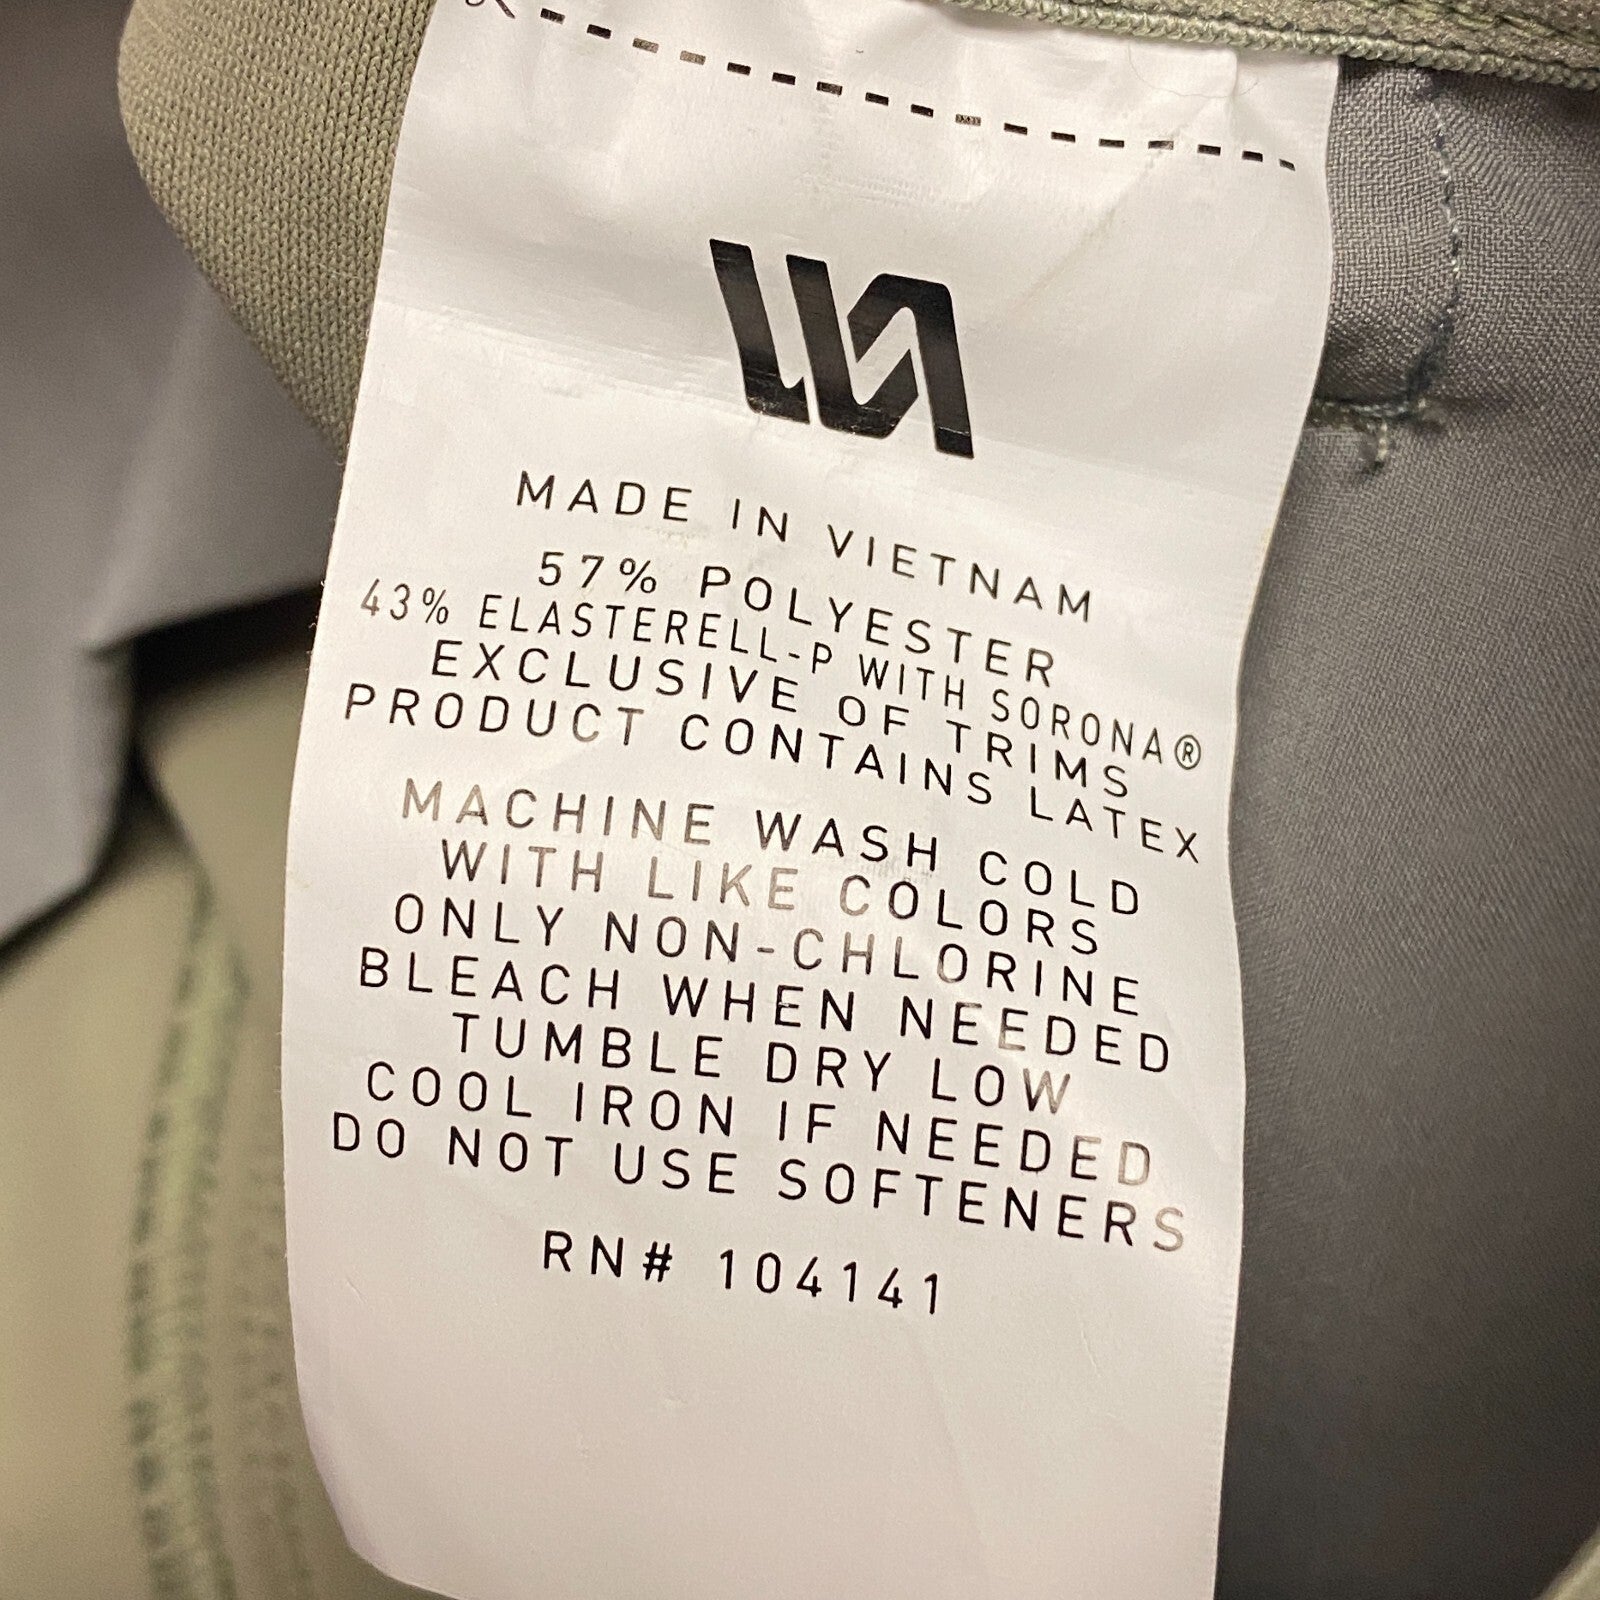 MADE IN VIETNAM
57% POLYESTER
43% ELASTERELL-P WITH SORONA®
EXCLUSIVE OF TRIMS
PRODUCT CONTAINS LATEX
MACHINE WASH COLD
WITH LIKE COLORS
ONLY NON-CHLORINE
BLEACH WHEN NEEDED
TUMBLE DRY LOW
COOL IRON IF NEEDED
DO NOT USE SOFTENERS
RN# 104141